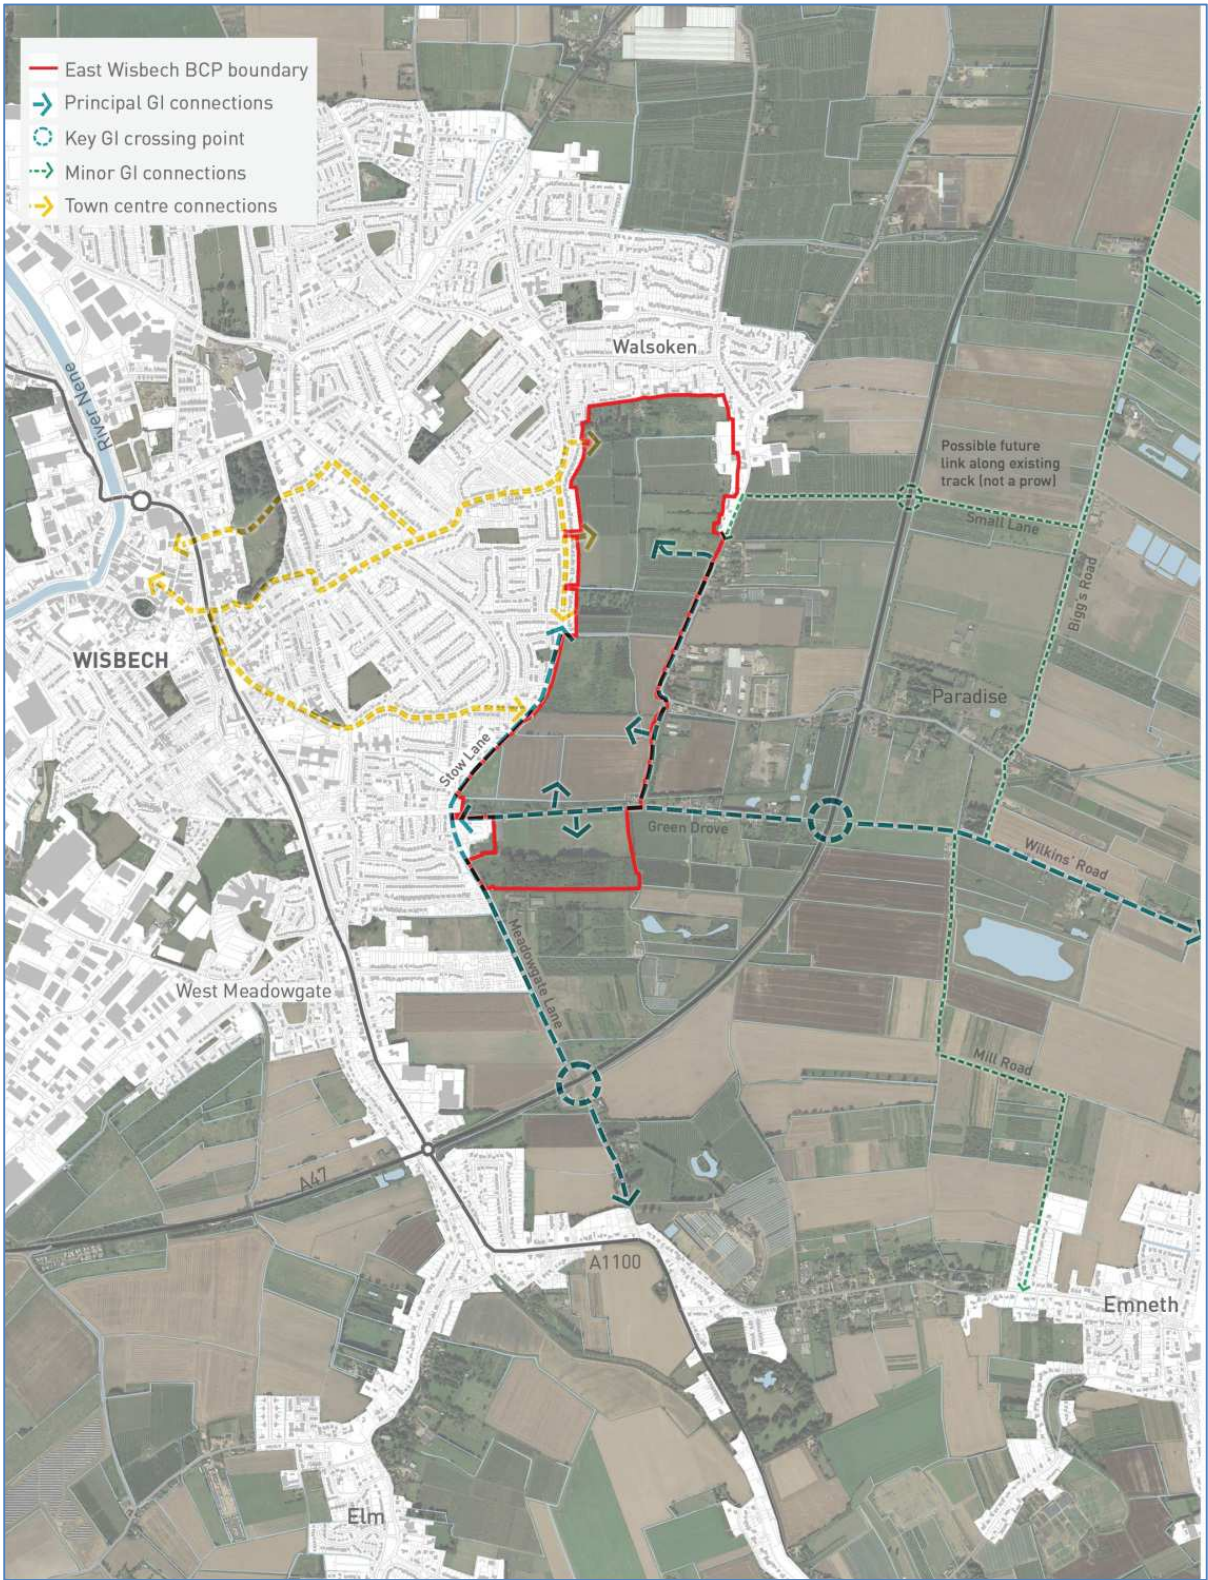 East Wisbech BCP boundary
Principal GI connections
Key GI crossing point
Minor GI connections
Town centre connections
River Nene
Walsoken
Possible future
link along existing
track (not a prow)
Small Lane
Bigg's Road
WISBECH
Paradise
Stow Lane
Green Drove
Wilkins' Road
West Meadowgate
Meadowgate Lane
Mill Road
A47
A1100
Emneth
Elm